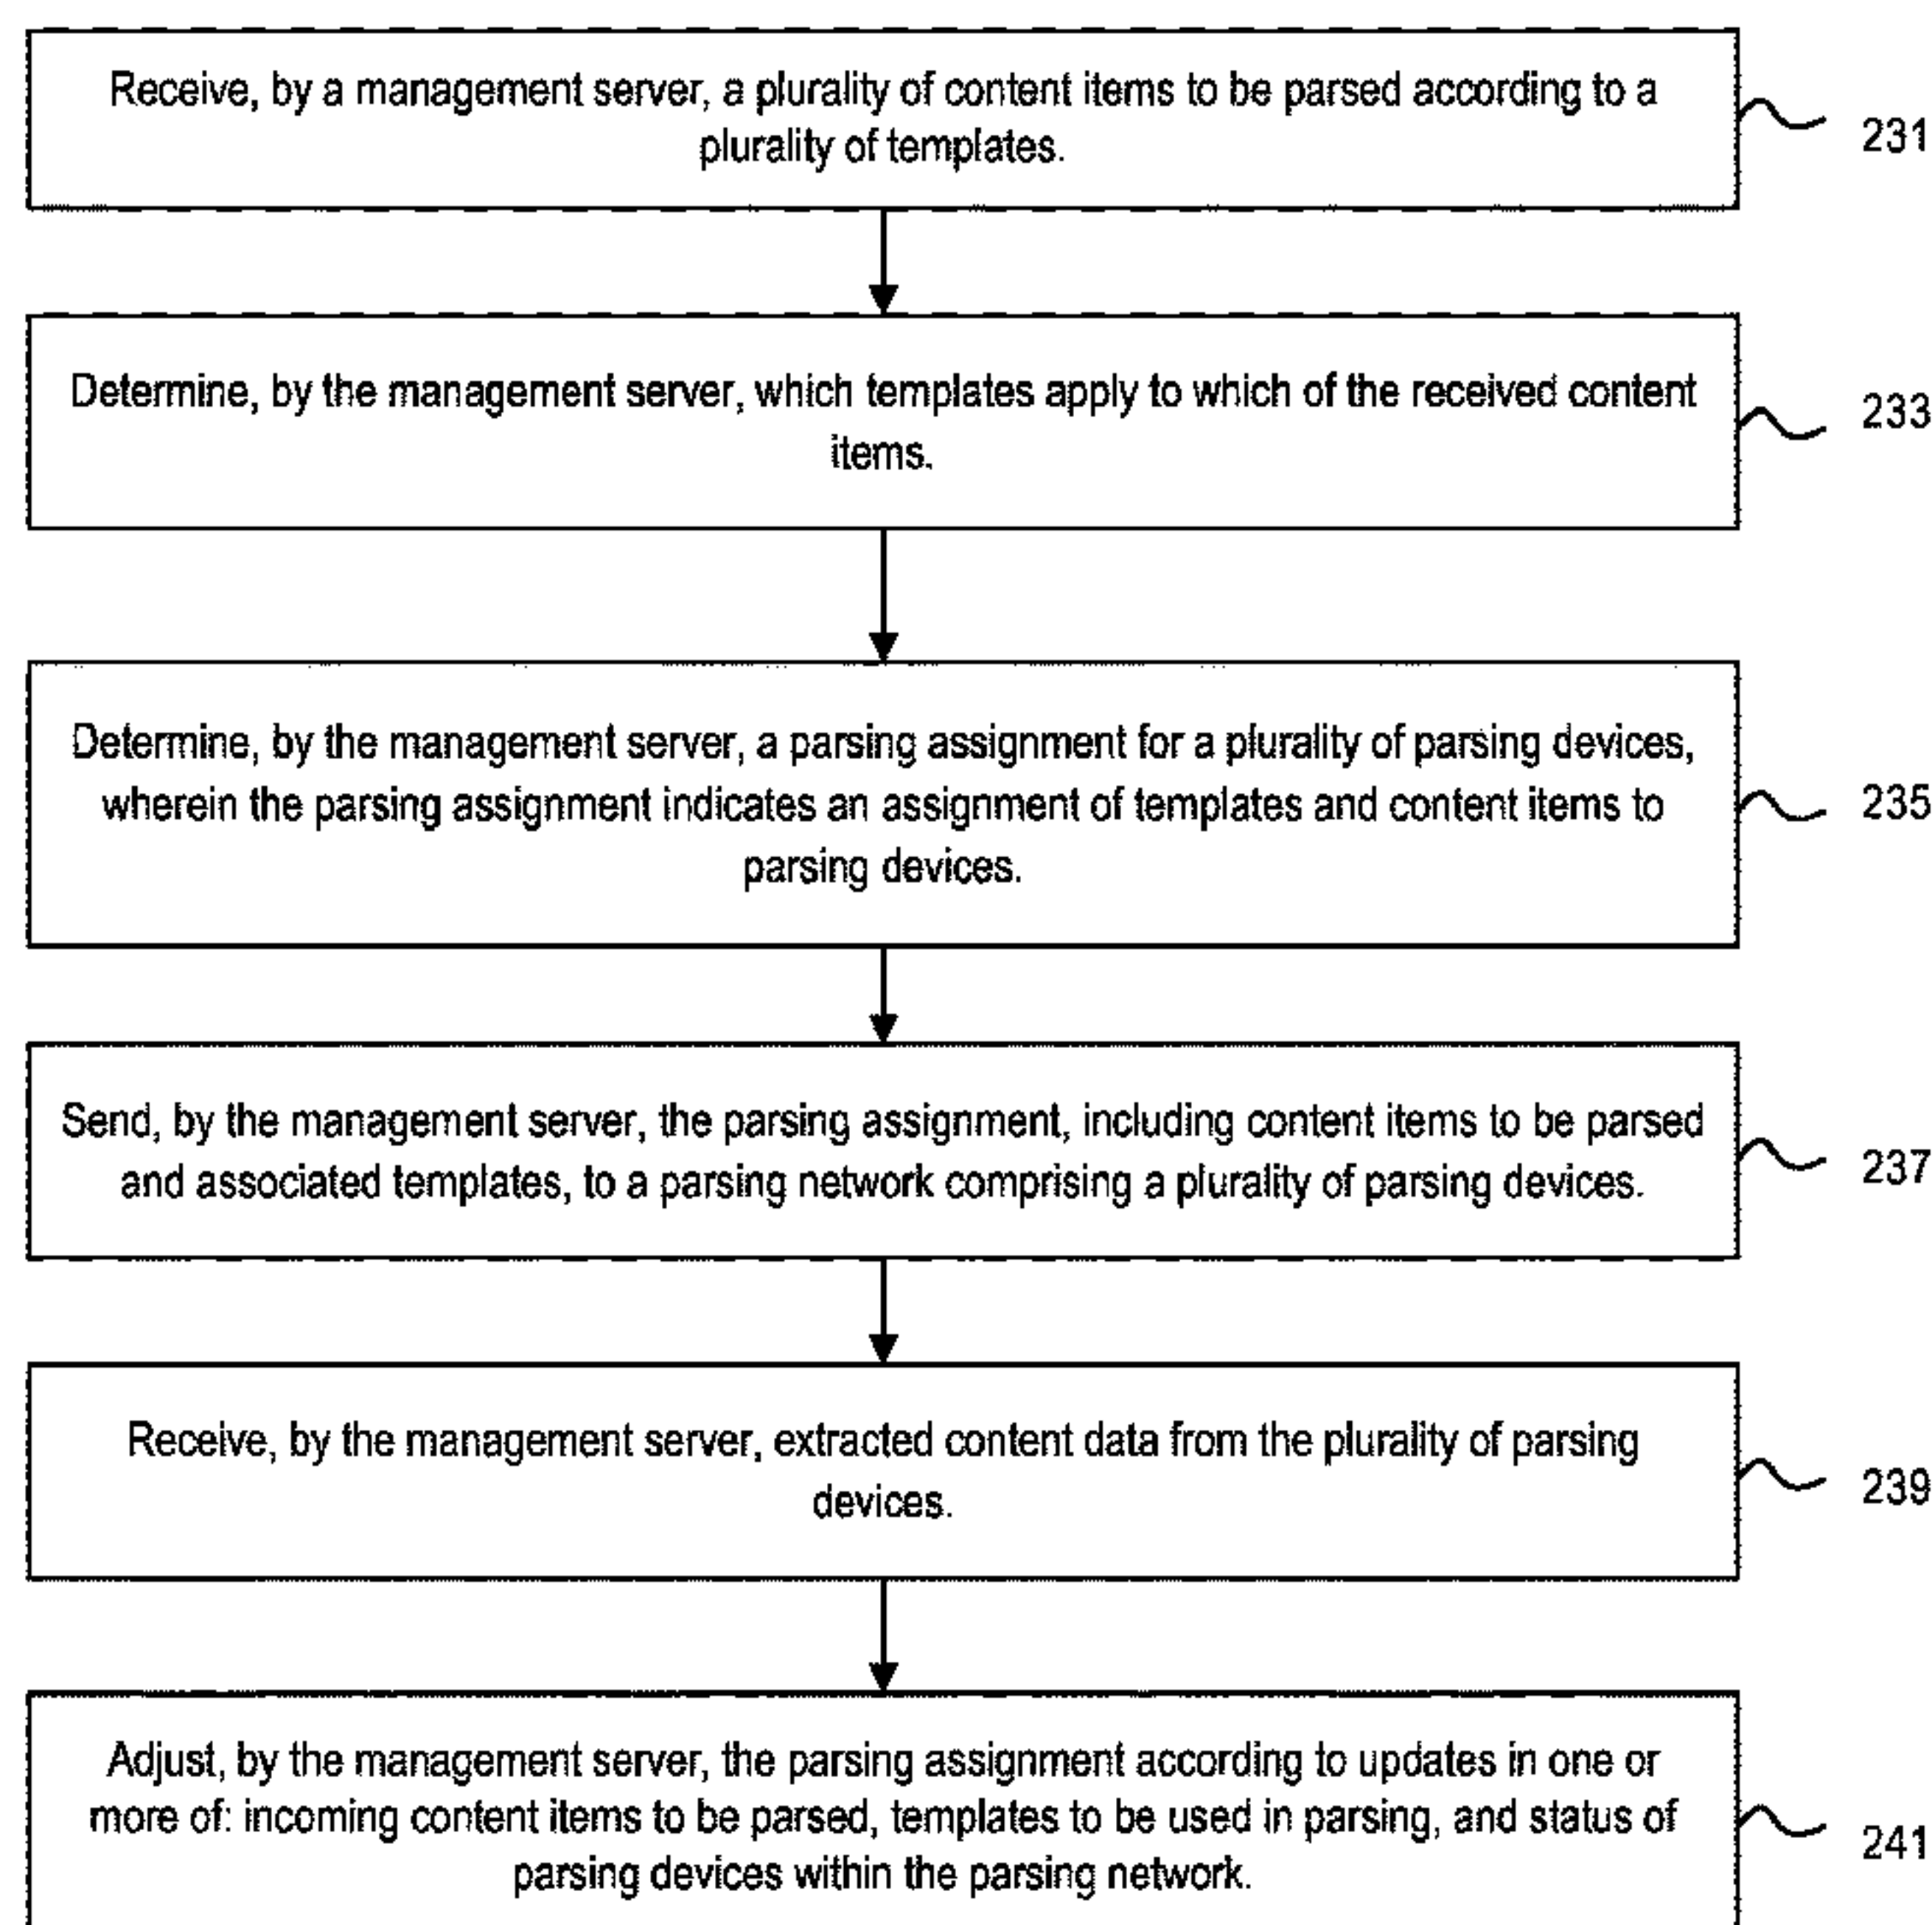 Receive, by a management server, a plurality of content items to be parsed according to a
plurality of templates.
231
Determine, by the management server, which templates apply to which of the received content
items.
233
Determine, by the management server, a parsing assignment for a plurality of parsing devices,
wherein the parsing assignment indicates an assignment of templates and content items to
parsing devices.
235
Send, by the management server, the parsing assignment, including content items to be parsed
and associated templates, to a parsing network comprising a plurality of parsing devices.
237
Receive, by the management server, extracted content data from the plurality of parsing
devices.
239
Adjust, by the management server, the parsing assignment according to updates in one or
more of: incoming content items to be parsed, templates to be used in parsing, and status of
parsing devices within the parsing network.
241